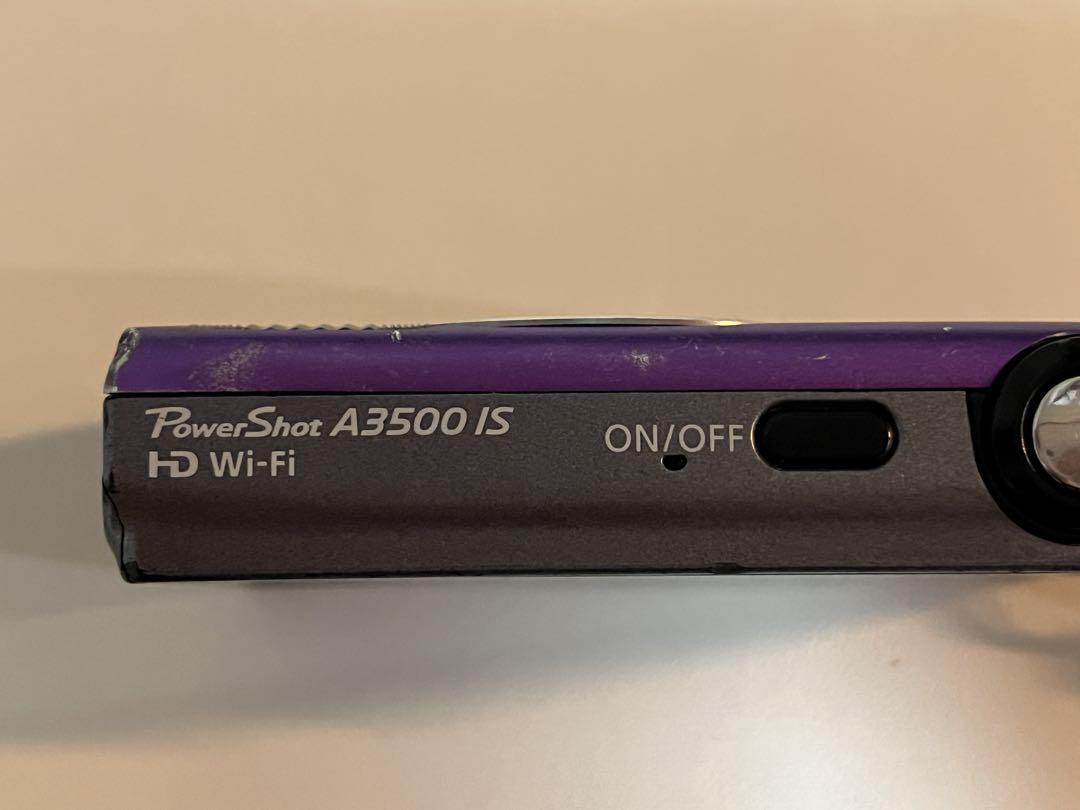 PowerShot A3500 IS
HD Wi-Fi
ON/OFF